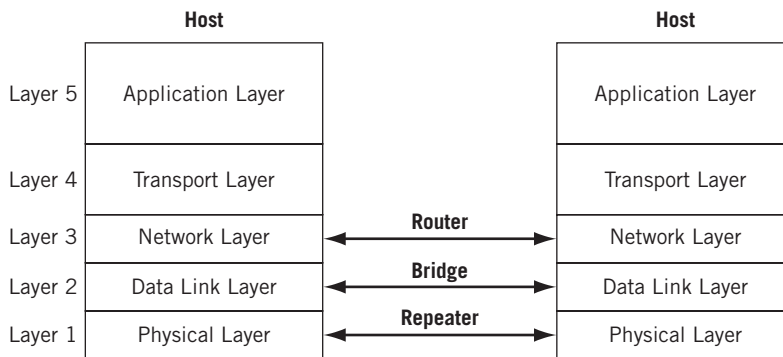 Host Host
Layer 5 Application Layer Application Layer
Layer 4 Transport Layer Transport Layer
Router
Layer 3 Network Layer Network Layer
Bridge
Layer 2 Data Link Layer Data Link Layer
Repeater
Layer 1 Physical Layer Physical Layer